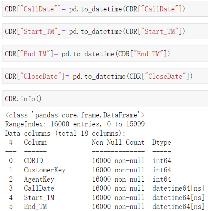 CDR["CallDate"]= pd.to_datetime(CDR["CallDate"])
CDR["Start_TM"]= pd.to_datetime(CDR["Start_TM"])
CDR["End_TM"]= pd.to_datetime(CDR["End_TM"])
CDR["CloseDate"]= pd.to_datetime(CDR["CloseDate"])
CDR.info()
<class 'pandas.core.frame.DataFrame'>
RangeIndex: 16000 entries, 0 to 15999
Data columns (total 18 columns):
# Column Non-Null Count Dtype
0 CDRID 16000 non-null int64
CustomerKey 16000 non-null int64
2 AgentKey 16000 non-null int64
3 CallDate 16000 non-null datetime64[ns]
4 Start_TM 16000 non-null datetime64[ns]
5 End_TM 16000 non-null datetime64[ns]